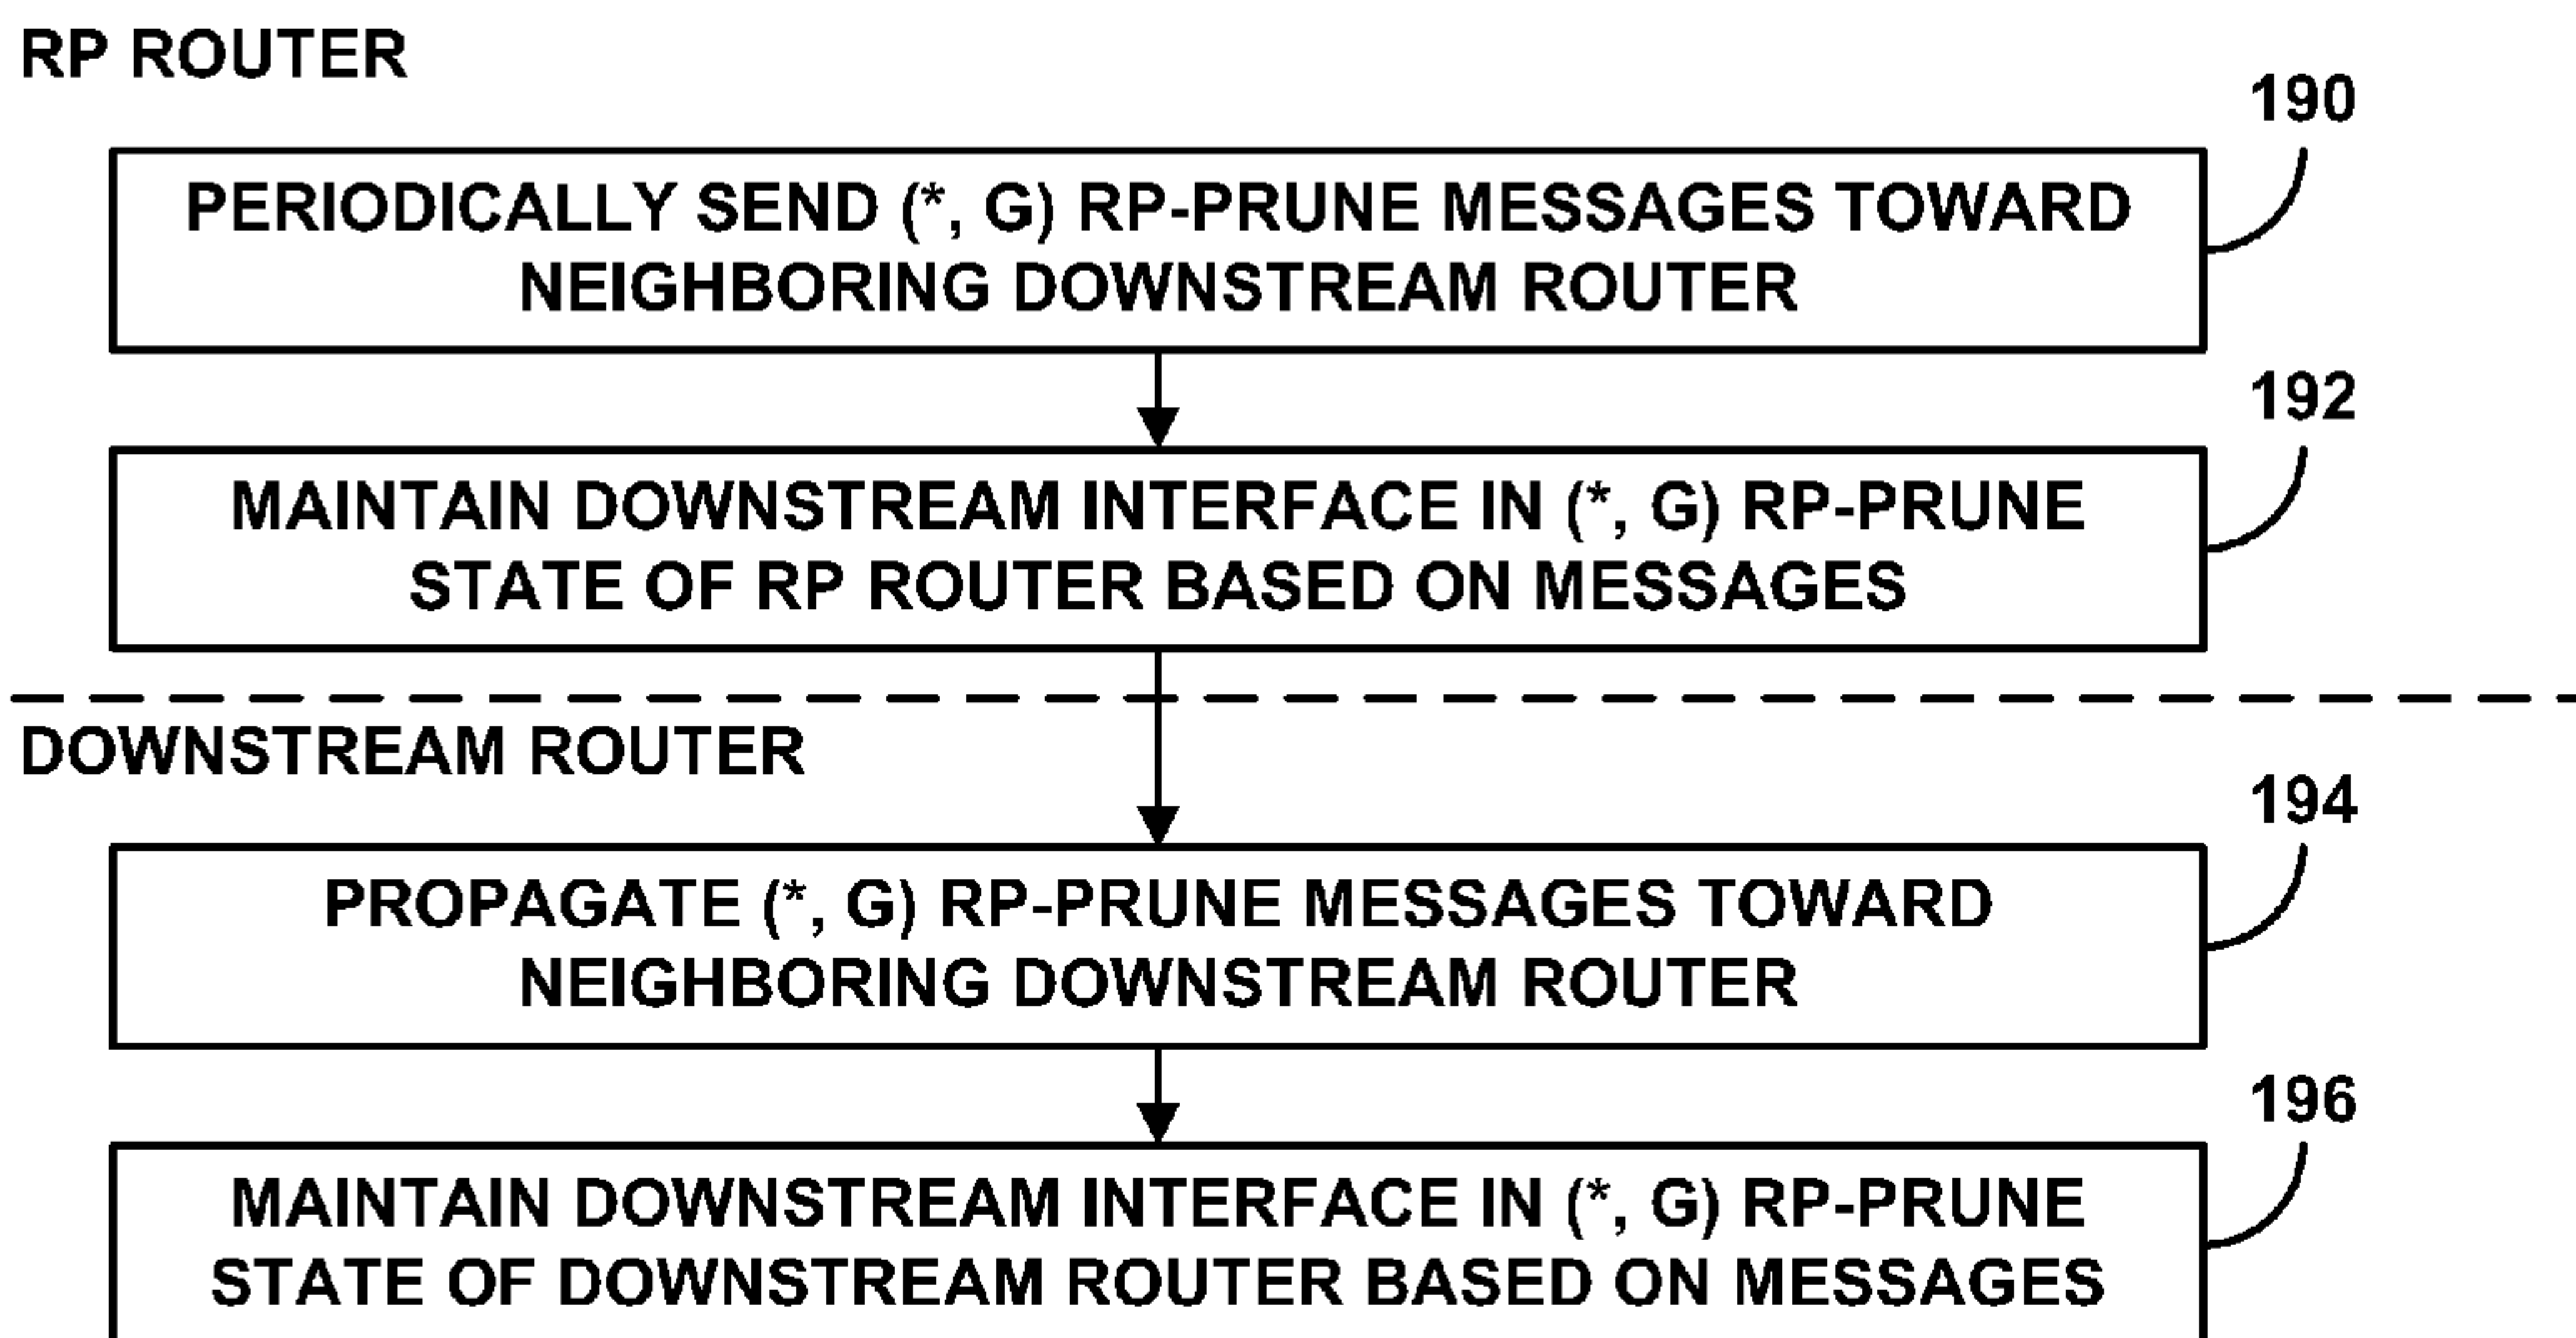 RP ROUTER
190
PERIODICALLY SEND (*, G) RP-PRUNE MESSAGES TOWARD
NEIGHBORING DOWNSTREAM ROUTER
192
MAINTAIN DOWNSTREAM INTERFACE IN (*, G) RP-PRUNE
STATE OF RP ROUTER BASED ON MESSAGES
DOWNSTREAM ROUTER
194
PROPAGATE (*, G) RP-PRUNE MESSAGES TOWARD
NEIGHBORING DOWNSTREAM ROUTER
196
MAINTAIN DOWNSTREAM INTERFACE IN (*, G) RP-PRUNE
STATE OF DOWNSTREAM ROUTER BASED ON MESSAGES